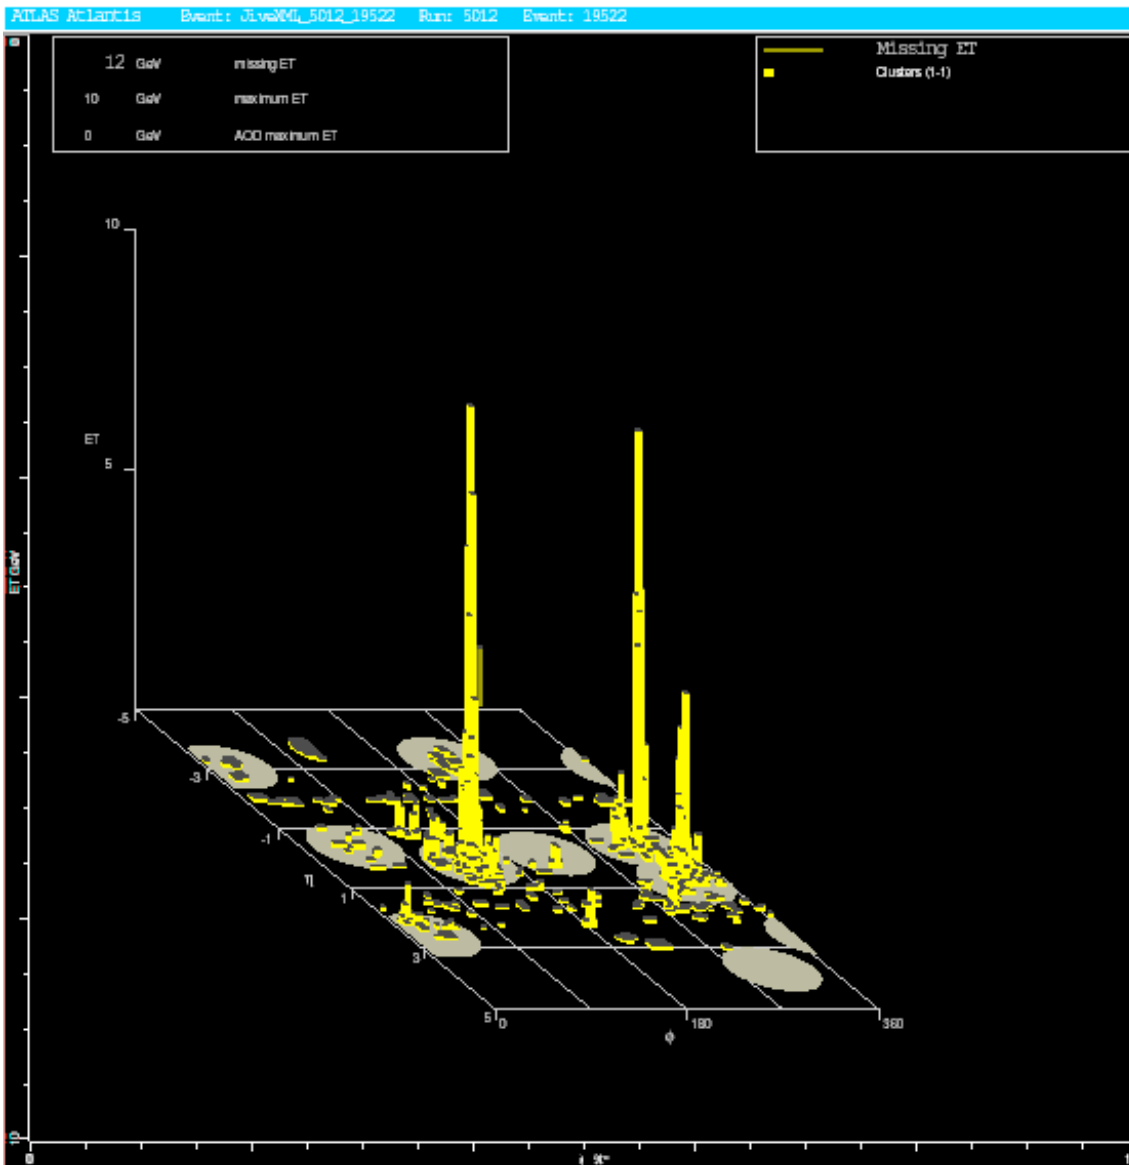 ATLAS Atlantis Event: JiveXML_5012_19522 Run: 5012 Event: 19522
12 GeV missing ET
10 GeV maximum ET
0 GeV AOD maximum ET
Missing ET
Clusters (1-1)
10
ET
5
ET GeV
-5
-3
-1
η
1
3
5
0
180
360
φ
10
0